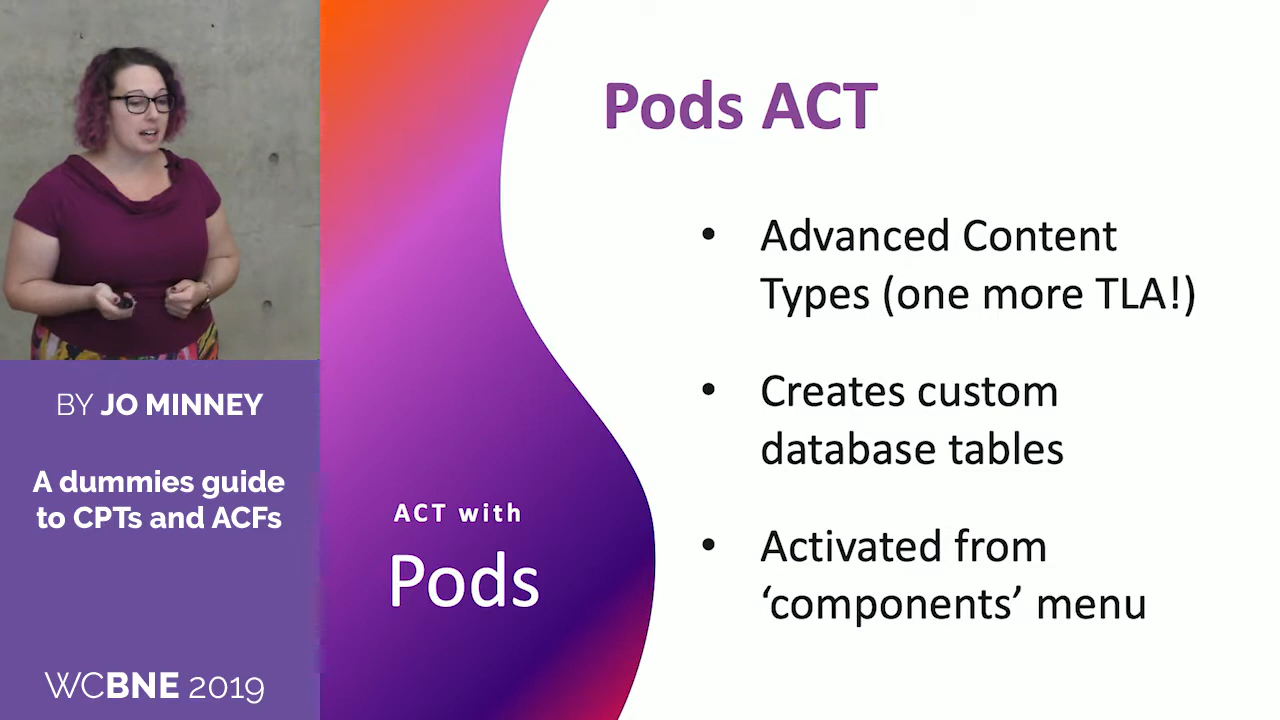 BY JO MINNEY
A dummies guide
to CPTs and ACFs
WCBNE 2019
ACT with
Pods
Pods ACT
• Advanced Content
Types (one more TLA!)
• Creates custom
database tables
• Activated from
‘components’ menu